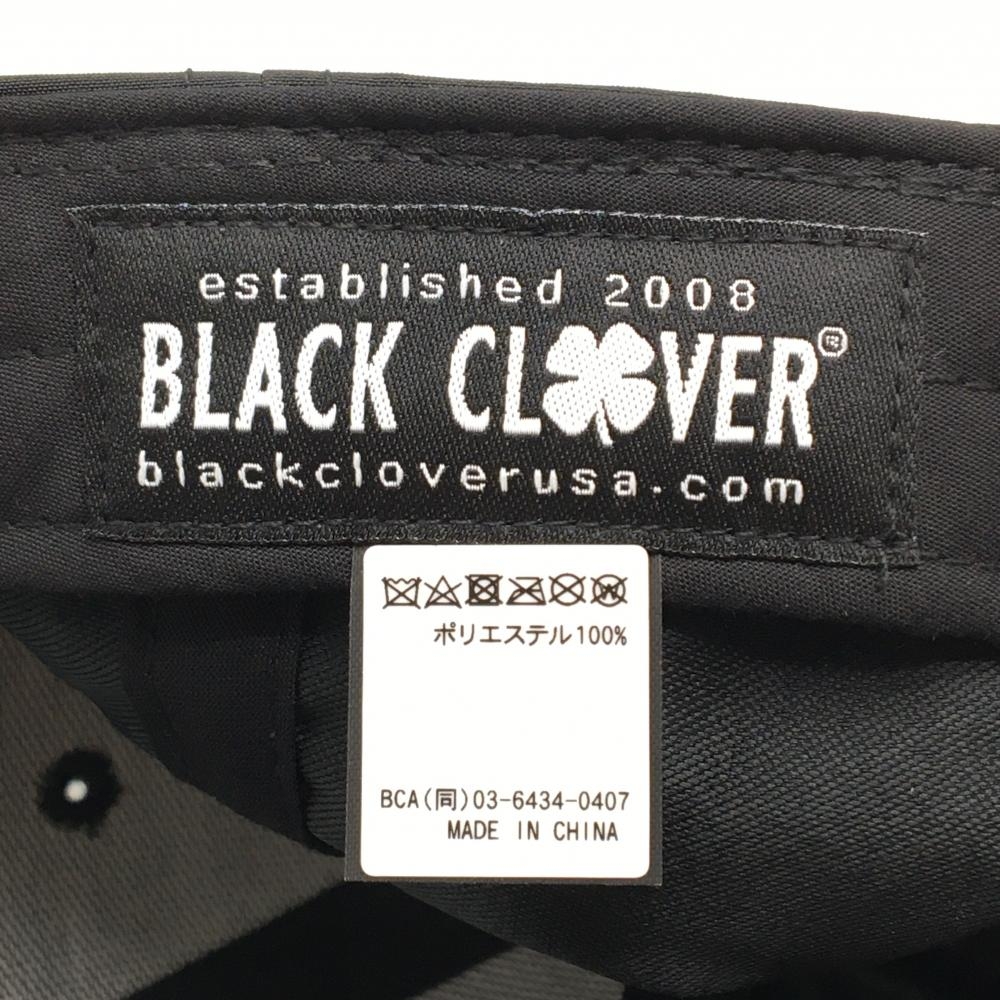 established 2008
BLACK CLOVER®
blackcloverusa.com
ポリエステル100%
BCA(同)03-6434-0407
MADE IN CHINA